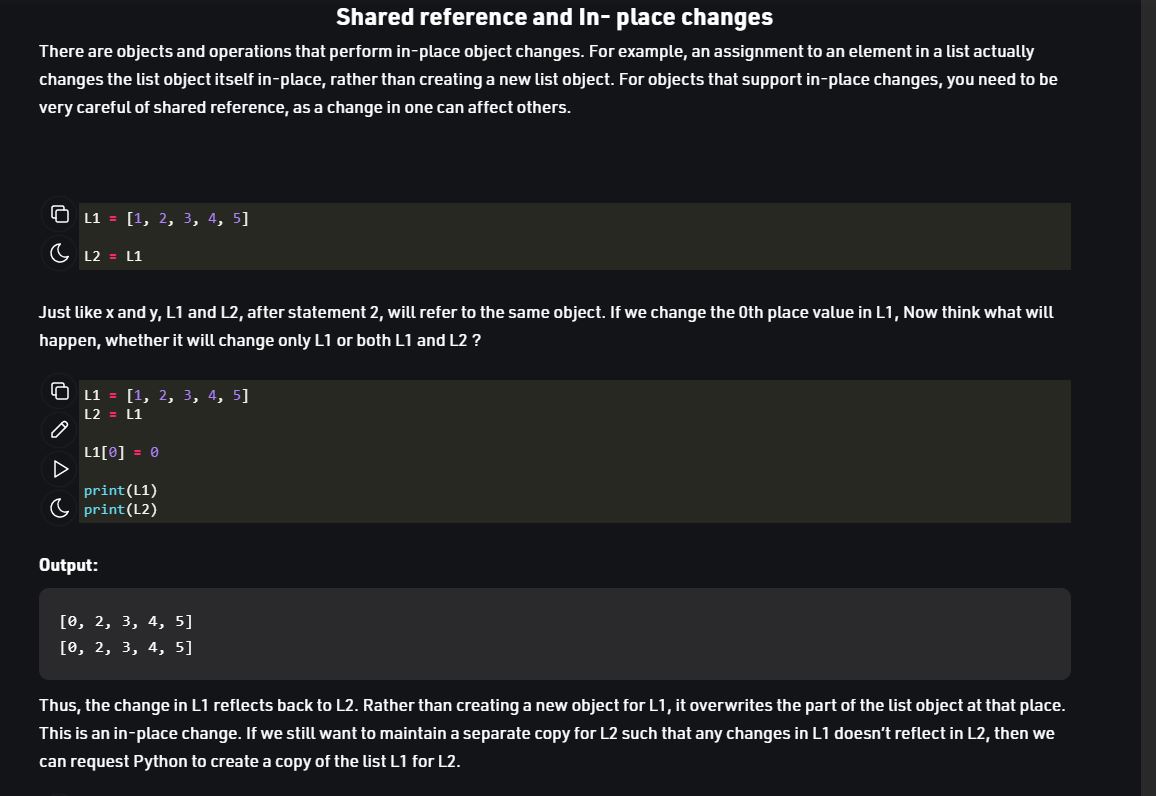 Shared reference and In- place changes
There are objects and operations that perform in-place object changes. For example, an assignment to an element in a list actually
changes the list object itself in-place, rather than creating a new list object. For objects that support in-place changes, you need to be
very careful of shared reference, as a change in one can affect others.
L1 = [1, 2, 3, 4, 5]
L2 = L1
Just like x and y, L1 and L2, after statement 2, will refer to the same object. If we change the 0th place value in L1, Now think what will
happen, whether it will change only L1 or both L1 and L2 ?
L1 = [1, 2, 3, 4, 5]
L2 = L1
L1[0] = 0
print(L1)
print(L2)
Output:
[0, 2, 3, 4, 5]
[0, 2, 3, 4, 5]
Thus, the change in L1 reflects back to L2. Rather than creating a new object for L1, it overwrites the part of the list object at that place.
This is an in-place change. If we still want to maintain a separate copy for L2 such that any changes in L1 doesn't reflect in L2, then we
can request Python to create a copy of the list L1 for L2.